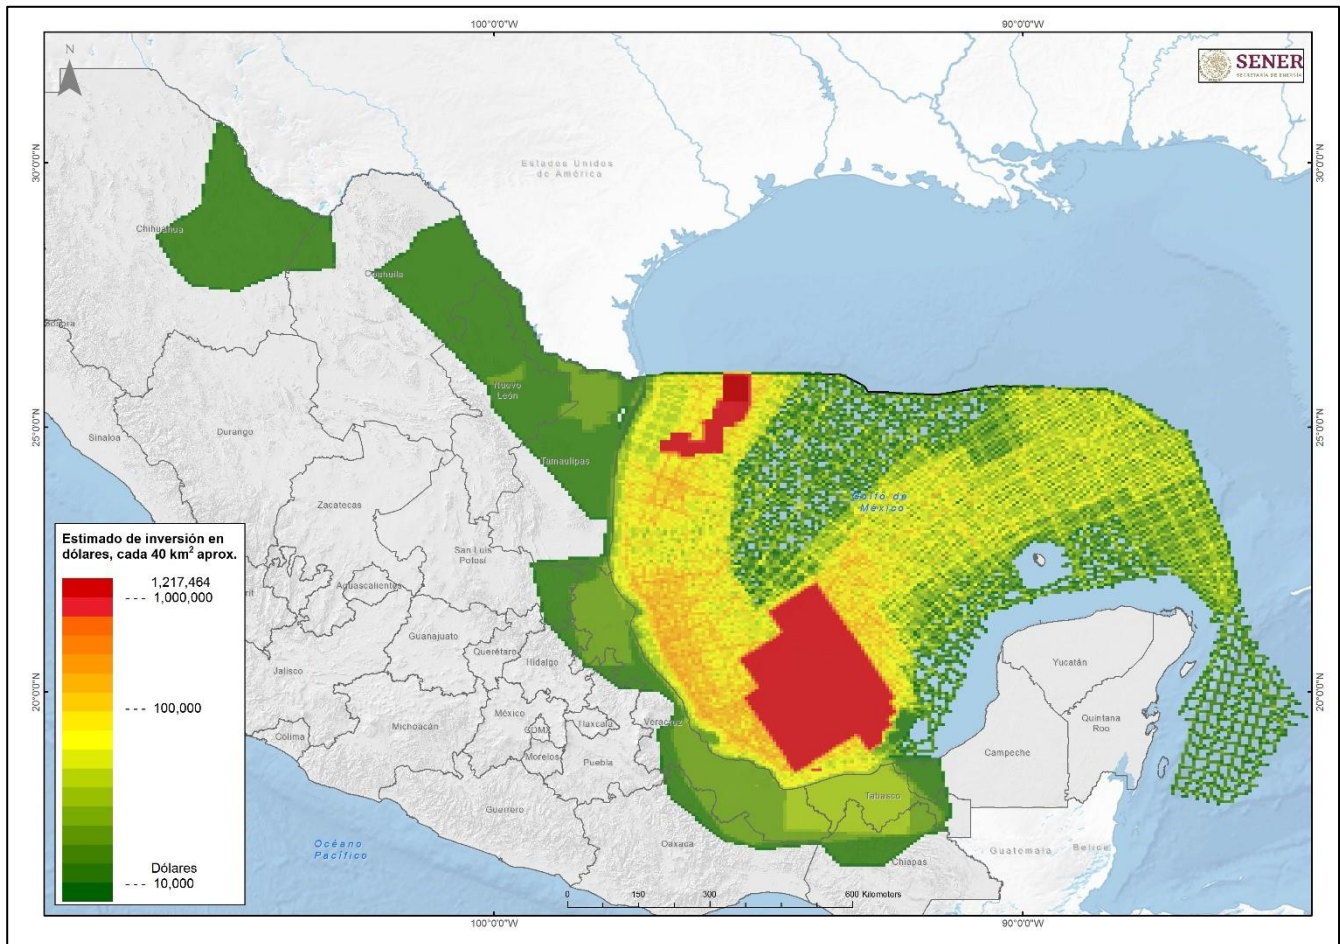 100°0'0"W
90°0'0"W
N
SENER
SECRETARÍA DE ENERGÍA
30°0'0"N
30°0'0"N
Estados Unidos
de América
Chihuahua
Coahuila
Sonora
Nuevo
León
25°0'0"N
25°0'0"N
Sinaloa
Durango
Tamaulipas
Golfo de
México
Zacatecas
Estimado de inversión en
dólares, cada 40 km² aprox.
1,217,464
--- 1,000,000
--- 100,000
Dólares
--- 10,000
San Luis
Potosí
Aguascalientes
Guanajuato
Querétaro
Hidalgo
Jalisco
Yucatán
20°0'0"N
20°0'0"N
México
Tlaxcala
Veracruz
Michoacán
CDMX
Quintana
Roo
Colima
Morelos
Puebla
Campeche
Tabasco
Guerrero
Oaxaca
Océano
Pacífico
Guatemala
Belice
Chiapas
0 150 300 600 Kilometers
100°0'0"W
90°0'0"W